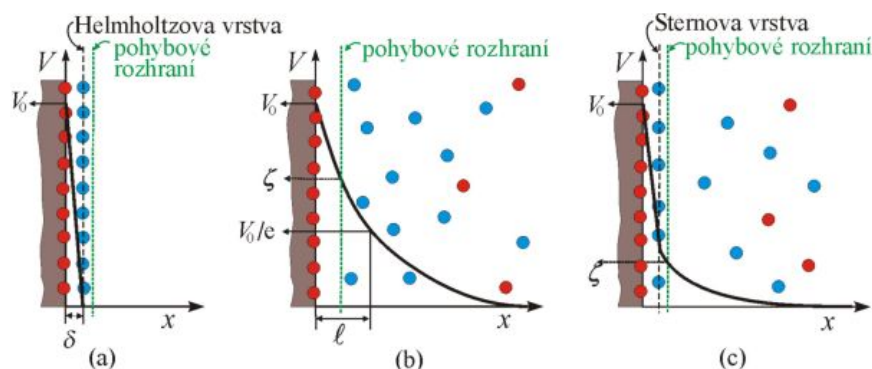 Helmholtzova vrstva
pohybové
rozhraní
V
V₀
δ
x
(a)
pohybové rozhraní
V
V₀
ζ
V₀/e
ℓ
x
(b)
Sternova vrstva
pohybové rozhraní
V
V₀
ζ
x
(c)